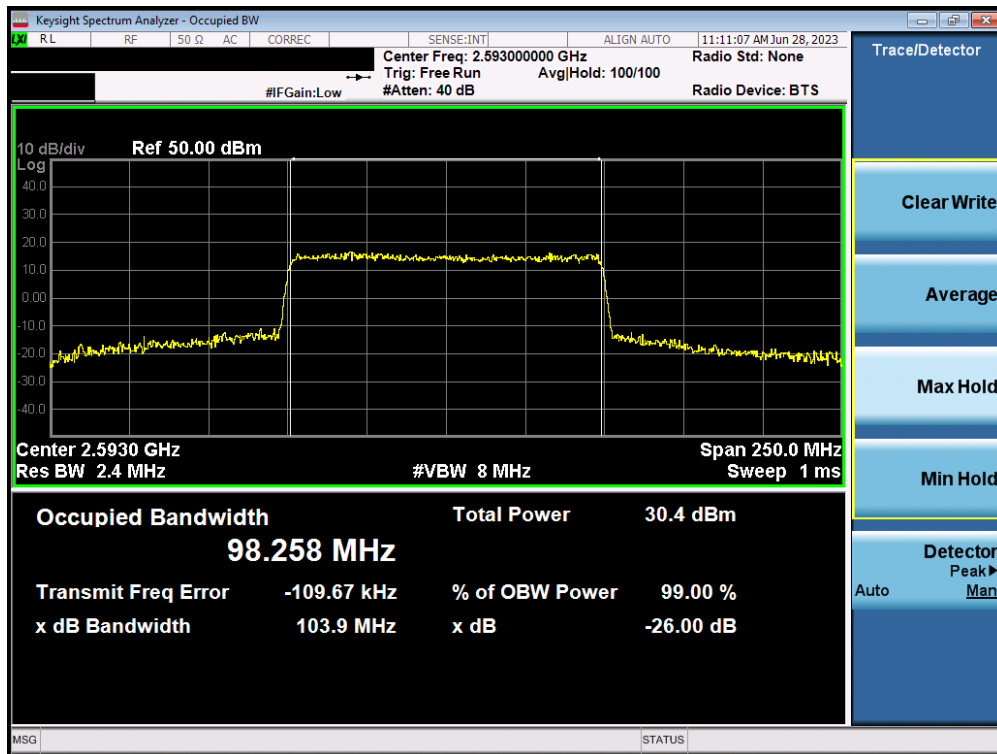 Keysight Spectrum Analyzer - Occupied BW
LXI RL RF 50 Ω AC CORREC SENSE:INT ALIGN AUTO 11:11:07 AM Jun 28, 2023
Center Freq: 2.593000000 GHz Radio Std: None
Trig: Free Run Avg|Hold: 100/100
#IFGain:Low #Atten: 40 dB Radio Device: BTS
10 dB/div Ref 50.00 dBm
Log
40.0
30.0
20.0
10.0
0.00
-10.0
-20.0
-30.0
-40.0
Center 2.5930 GHz Span 250.0 MHz
Res BW 2.4 MHz #VBW 8 MHz Sweep 1 ms
Occupied Bandwidth Total Power 30.4 dBm
98.258 MHz
Transmit Freq Error -109.67 kHz % of OBW Power 99.00 %
x dB Bandwidth 103.9 MHz x dB -26.00 dB
MSG STATUS
Trace/Detector
Clear Write
Average
Max Hold
Min Hold
Detector
Peak▶
Auto Man